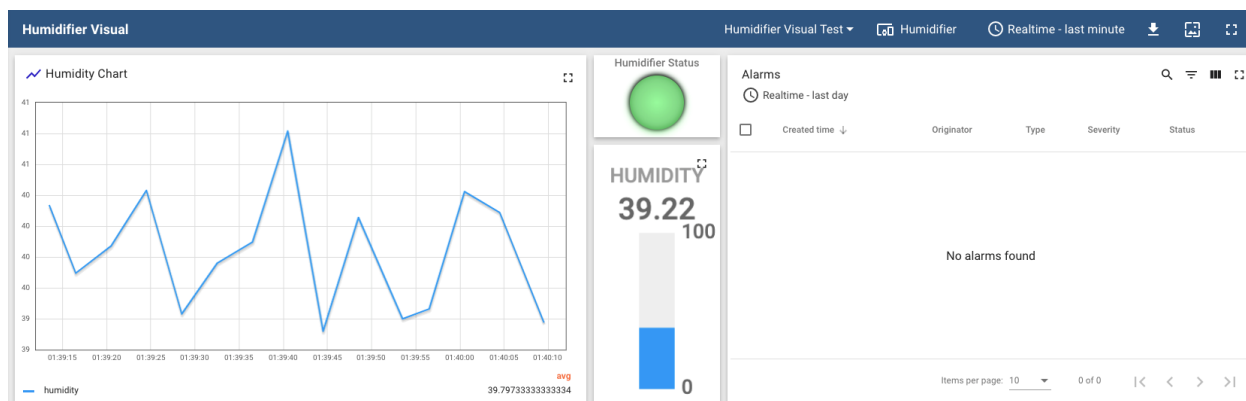 Humidifier Visual
Humidifier Visual Test
Humidifier
Realtime - last minute
Humidity Chart
41
41
41
40
40
40
40
39
39
01:39:15 01:39:20 01:39:25 01:39:30 01:39:35 01:39:40 01:39:45 01:39:50 01:39:55 01:40:00 01:40:05 01:40:10
avg
humidity 39.79733333333334
Humidifier Status
HUMIDITY
39.22
100
0
Alarms
Realtime - last day
Created time Originator Type Severity Status
No alarms found
Items per page: 10 0 of 0